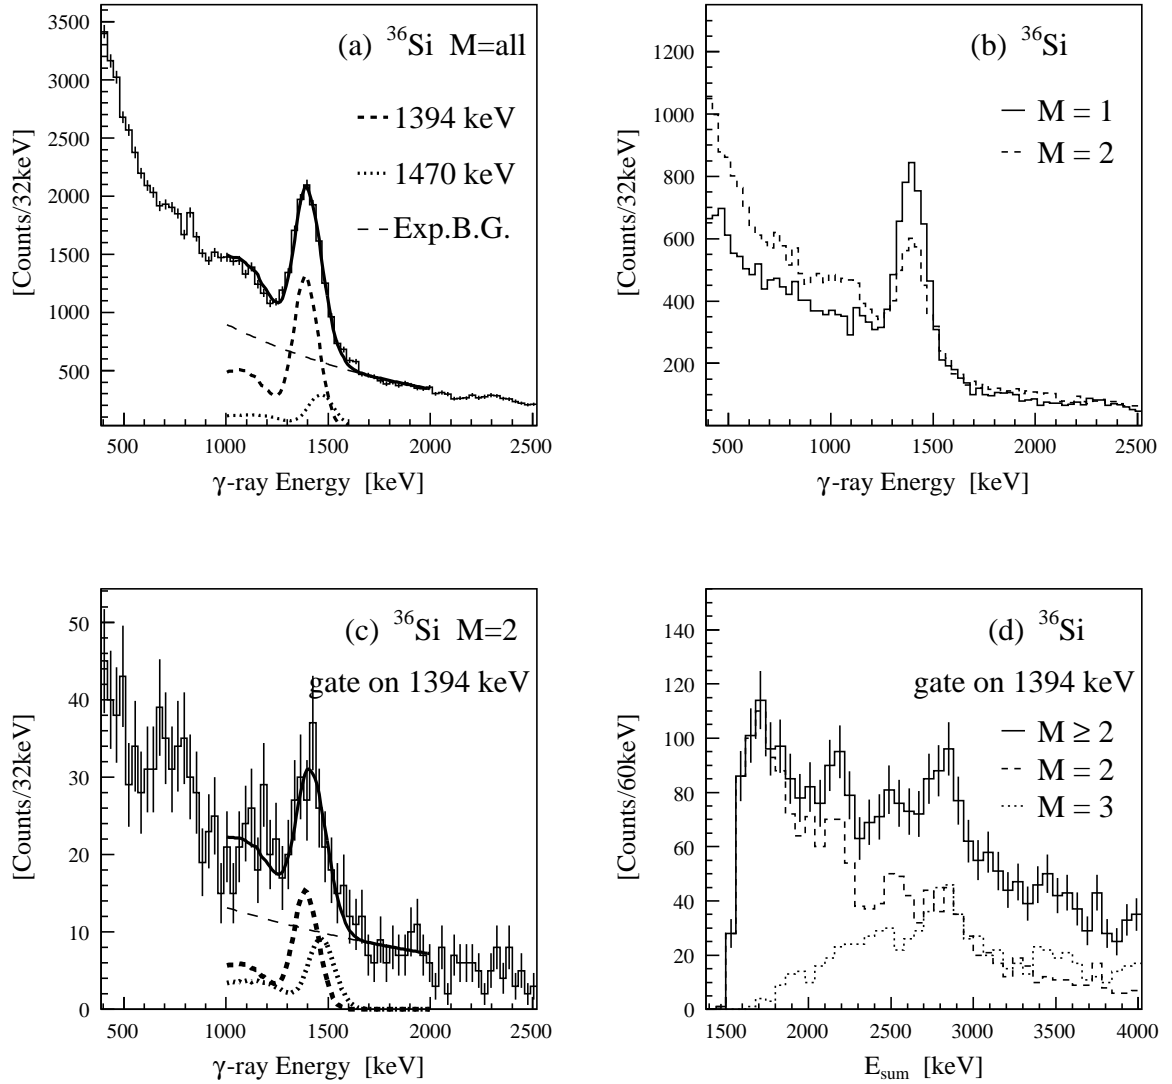 (a) ³⁶Si M=all
1394 keV
1470 keV
Exp.B.G.
[Counts/32keV]
3500
3000
2500
2000
1500
1000
500
500 1000 1500 2000 2500
γ-ray Energy [keV]
(b) ³⁶Si
M = 1
M = 2
[Counts/32keV]
1200
1000
800
600
400
200
500 1000 1500 2000 2500
γ-ray Energy [keV]
(c) ³⁶Si M=2
gate on 1394 keV
[Counts/32keV]
50
40
30
20
10
0
500 1000 1500 2000 2500
γ-ray Energy [keV]
(d) ³⁶Si
gate on 1394 keV
M ≥ 2
M = 2
M = 3
[Counts/60keV]
140
120
100
80
60
40
20
0
1500 2000 2500 3000 3500 4000
E_sum [keV]